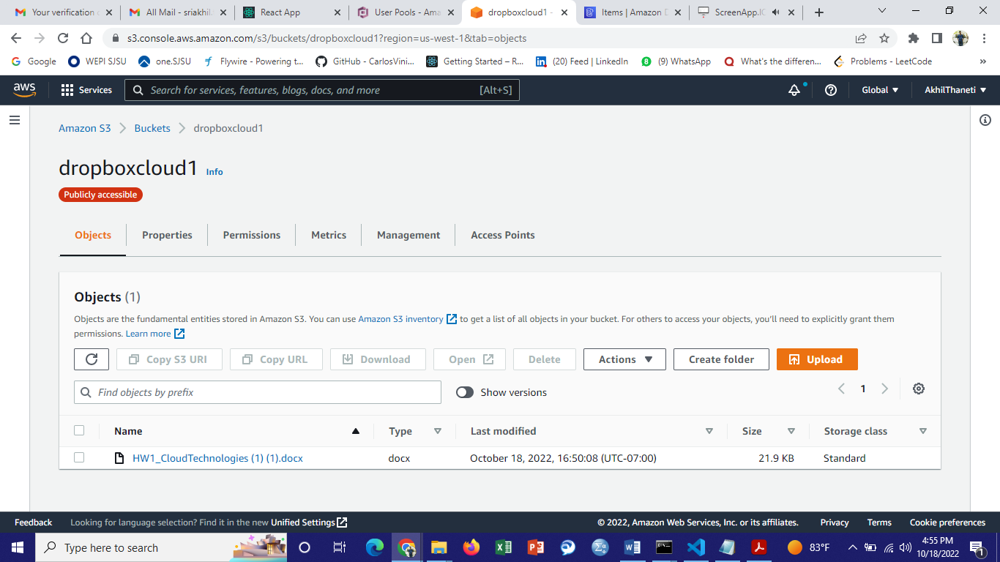 Your verification
All Mail - sriakhil.
React App
User Pools - Ama
dropboxcloud1 -
Items | Amazon D
ScreenApp.IO
s3.console.aws.amazon.com/s3/buckets/dropboxcloud1?region=us-west-1&tab=objects
Google WEPI SJSU one.SJSU Flywire - Powering t... GitHub - CarlosVini... Getting Started – R... (20) Feed | LinkedIn (9) WhatsApp What's the differen... Problems - LeetCode »
aws Services Search for services, features, blogs, docs, and more [Alt+S] Global AkhilThaneti
Amazon S3 Buckets dropboxcloud1
dropboxcloud1 Info
Publicly accessible
Objects Properties Permissions Metrics Management Access Points
Objects (1)
Objects are the fundamental entities stored in Amazon S3. You can use Amazon S3 inventory to get a list of all objects in your bucket. For others to access your objects, you'll need to explicitly grant them
permissions. Learn more
Copy S3 URI Copy URL Download Open Delete Actions Create folder Upload
Find objects by prefix Show versions 1
Name Type Last modified Size Storage class
HW1_CloudTechnologies (1) (1).docx docx October 18, 2022, 16:50:08 (UTC-07:00) 21.9 KB Standard
Feedback Looking for language selection? Find it in the new Unified Settings © 2022, Amazon Web Services, Inc. or its affiliates. Privacy Terms Cookie preferences
Type here to search 83°F 4:55 PM
10/18/2022 1